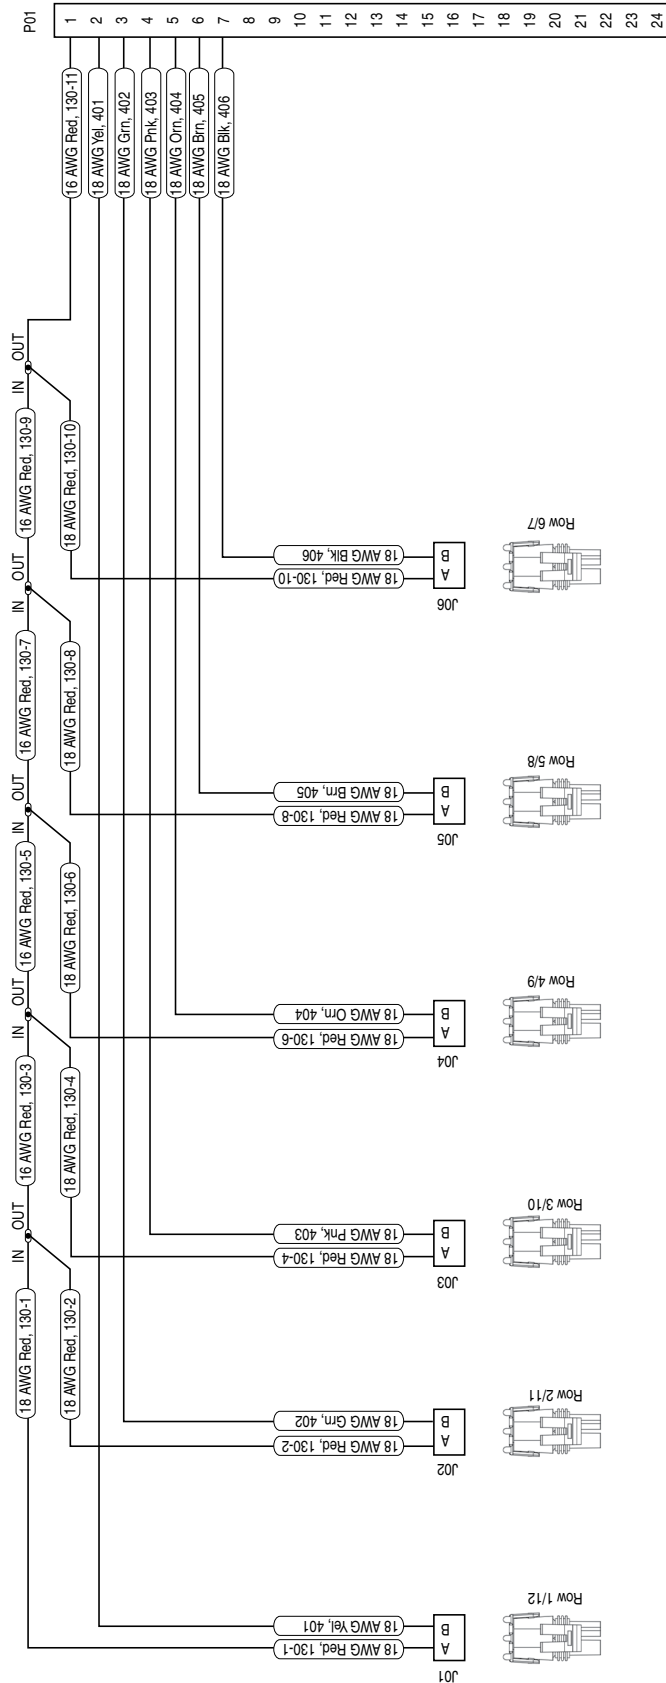 P01
1
2
3
4
5
6
7
8
9
10
11
12
13
14
15
16
17
18
19
20
21
22
23
24
16 AWG Red, 130-11
18 AWG Yel, 401
18 AWG Grn, 402
18 AWG Pnk, 403
18 AWG Orn, 404
18 AWG Brn, 405
18 AWG Blk, 406
IN OUT
16 AWG Red, 130-9
18 AWG Red, 130-10
IN OUT
16 AWG Red, 130-7
18 AWG Red, 130-8
IN OUT
16 AWG Red, 130-5
18 AWG Red, 130-6
IN OUT
16 AWG Red, 130-3
18 AWG Red, 130-4
IN OUT
18 AWG Red, 130-1
18 AWG Red, 130-2
18 AWG Blk, 406
B
18 AWG Red, 130-10
A
J06
Row 6/7
18 AWG Brn, 405
B
18 AWG Red, 130-8
A
J05
Row 5/8
18 AWG Orn, 404
B
18 AWG Red, 130-6
A
J04
Row 4/9
18 AWG Pnk, 403
B
18 AWG Red, 130-4
A
J03
Row 3/10
18 AWG Grn, 402
B
18 AWG Red, 130-2
A
J02
Row 2/11
18 AWG Yel, 401
B
18 AWG Red, 130-1
A
J01
Row 1/12